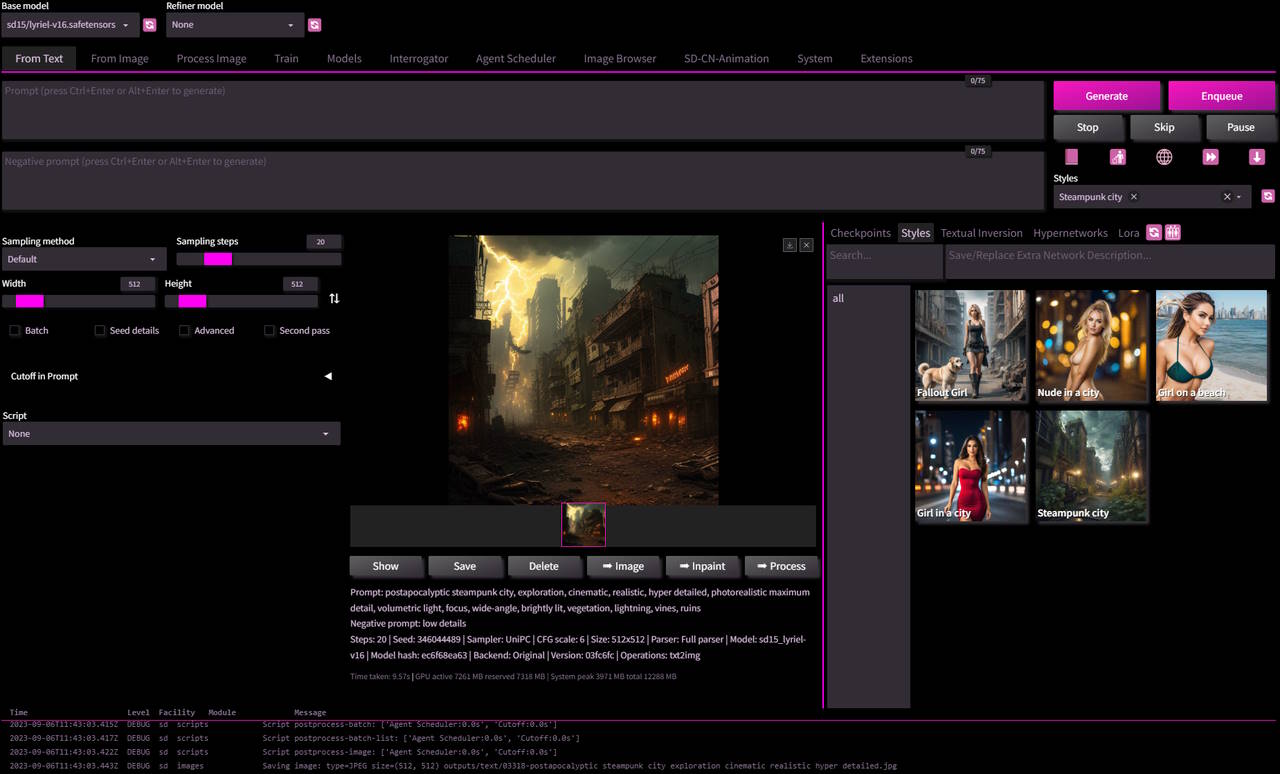 Base model
Refiner model
sd15/lyriel-v16.safetensors
None
From Text
From Image
Process Image
Train
Models
Interrogator
Agent Scheduler
Image Browser
SD-CN-Animation
System
Extensions
0/75
Prompt (press Ctrl+Enter or Alt+Enter to generate)
0/75
Negative prompt (press Ctrl+Enter or Alt+Enter to generate)
Generate
Enqueue
Stop
Skip
Pause
Styles
Steampunk city
Sampling method
Sampling steps
20
Default
Width
512
Height
512
Batch
Seed details
Advanced
Second pass
Cutoff in Prompt
Script
None
Show
Save
Delete
➡ Image
➡ Inpaint
➡ Process
Prompt: postapocalyptic steampunk city, exploration, cinematic, realistic, hyper detailed, photorealistic maximum
detail, volumetric light, focus, wide-angle, brightly lit, vegetation, lightning, vines, ruins
Negative prompt: low details
Steps: 20 | Seed: 346044489 | Sampler: UniPC | CFG scale: 6 | Size: 512x512 | Parser: Full parser | Model: sd15_lyriel-
v16 | Model hash: ec6f68ea63 | Backend: Original | Version: 03fc6fc | Operations: txt2img
Time taken: 9.57s | GPU active 7261 MB reserved 7318 MB | System peak 3971 MB total 12288 MB
Checkpoints
Styles
Textual Inversion
Hypernetworks
Lora
Search...
Save/Replace Extra Network Description...
all
Fallout Girl
Nude in a city
Girl on a beach
Girl in a city
Steampunk city
Time Level Facility Module Message
2023-09-06T11:43:03.415Z DEBUG sd scripts Script postprocess-batch: ['Agent Scheduler:0.0s', 'Cutoff:0.0s']
2023-09-06T11:43:03.417Z DEBUG sd scripts Script postprocess-batch-list: ['Agent Scheduler:0.0s', 'Cutoff:0.0s']
2023-09-06T11:43:03.422Z DEBUG sd scripts Script postprocess-image: ['Agent Scheduler:0.0s', 'Cutoff:0.0s']
2023-09-06T11:43:03.443Z DEBUG sd images Saving image: type=JPEG size=(512, 512) outputs/text/03318-postapocalyptic steampunk city exploration cinematic realistic hyper detailed.jpg